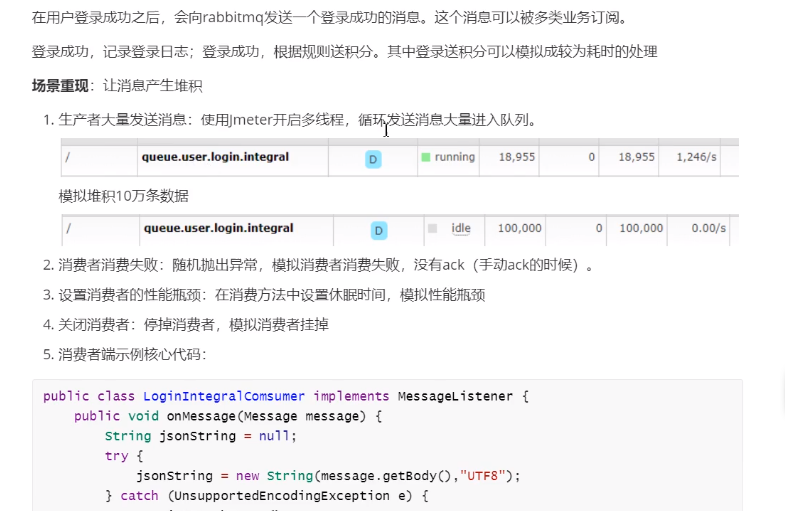 在用户登录成功之后，会向rabbitmq发送一个登录成功的消息。这个消息可以被多类业务订阅。
登录成功，记录登录日志；登录成功，根据规则送积分。其中登录送积分可以模拟成较为耗时的处理
场景重现：让消息产生堆积
1. 生产者大量发送消息：使用Jmeter开启多线程，循环发送消息大量进入队列。
/ queue.user.login.integral D running 18,955 0 18,955 1,246/s
模拟堆积10万条数据
/ queue.user.login.integral D idle 100,000 0 100,000 0.00/s
2. 消费者消费失败：随机抛出异常，模拟消费者消费失败，没有ack（手动ack的时候）。
3. 设置消费者的性能瓶颈：在消费方法中设置休眠时间，模拟性能瓶颈
4. 关闭消费者：停掉消费者，模拟消费者挂掉
5. 消费者端示例核心代码：
public class LoginIntegralComsumer implements MessageListener {
public void onMessage(Message message) {
String jsonString = null;
try {
jsonString = new String(message.getBody(),"UTF8");
} catch (UnsupportedEncodingException e) {